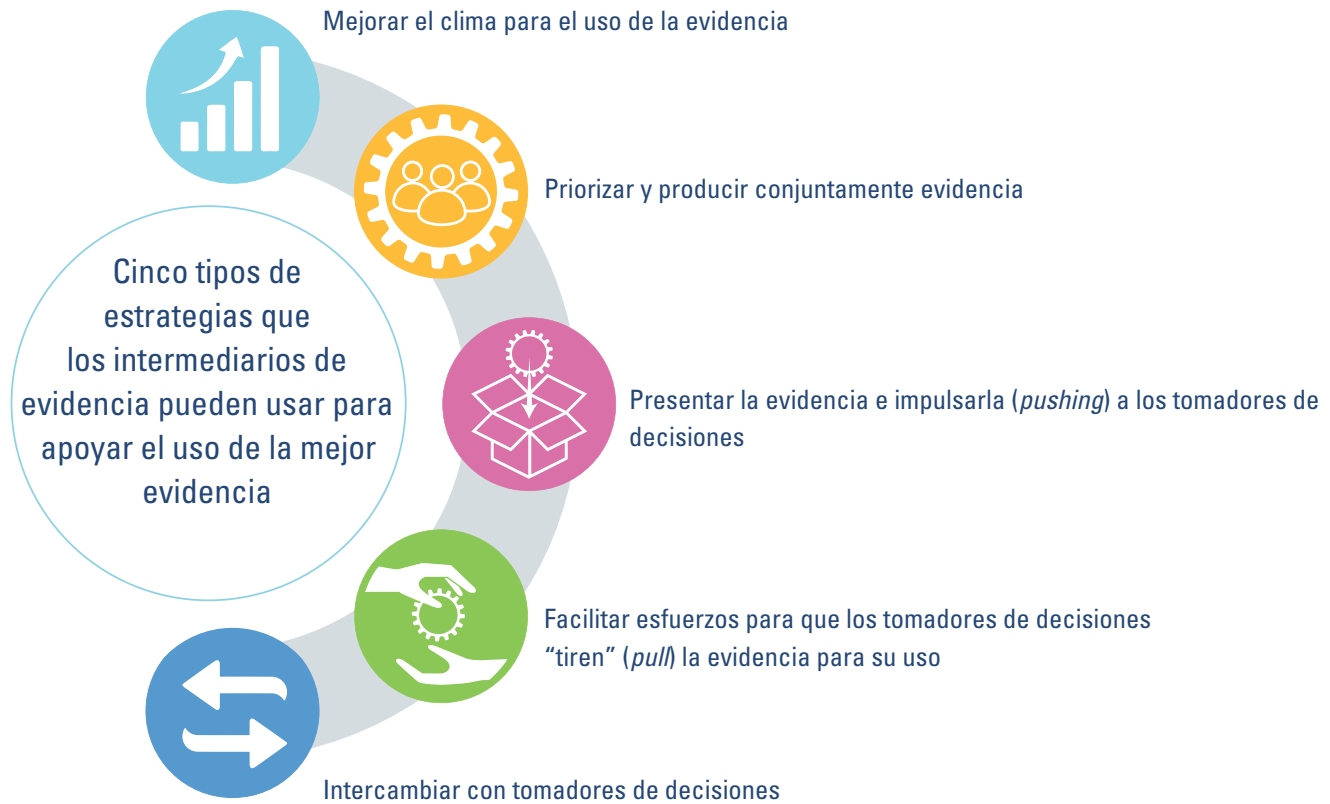 Mejorar el clima para el uso de la evidencia
Priorizar y producir conjuntamente evidencia
Cinco tipos de
estrategias que
los intermediarios de
evidencia pueden usar para
apoyar el uso de la mejor
evidencia
Presentar la evidencia e impulsarla (pushing) a los tomadores de
decisiones
Facilitar esfuerzos para que los tomadores de decisiones
“tiren” (pull) la evidencia para su uso
Intercambiar con tomadores de decisiones